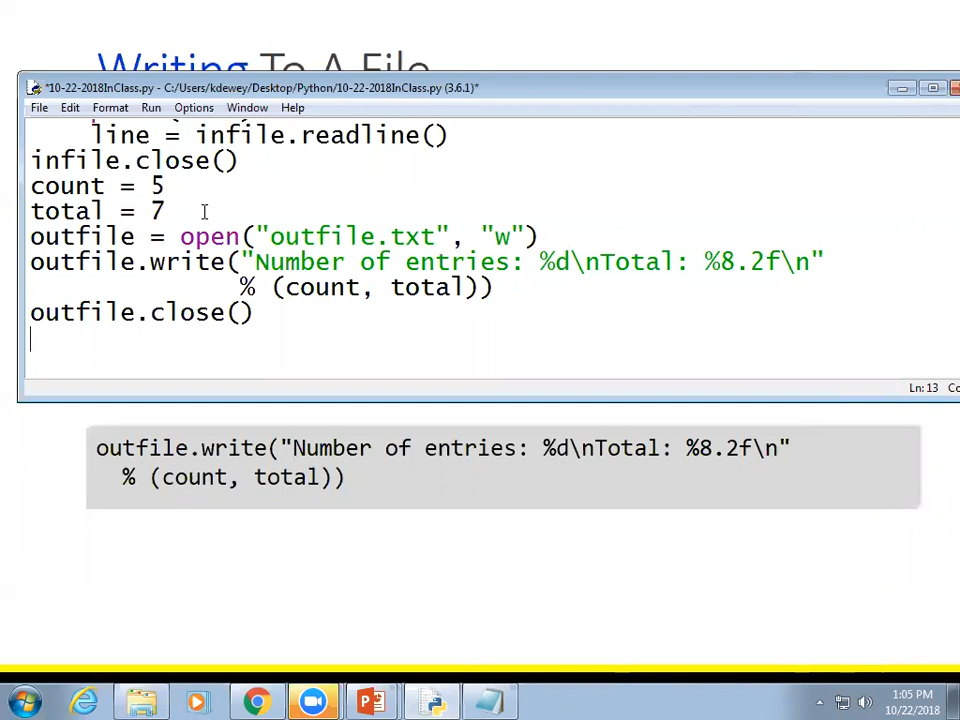 Writing To A File
*10-22-2018InClass.py - C:/Users/kdewey/Desktop/Python/10-22-2018InClass.py (3.6.1)*
File Edit Format Run Options Window Help
line = infile.readline()
infile.close()
count = 5
total = 7
outfile = open("outfile.txt", "w")
outfile.write("Number of entries: %d\nTotal: %8.2f\n"
% (count, total))
outfile.close()
Ln: 13 Co
outfile.write("Number of entries: %d\nTotal: %8.2f\n"
% (count, total))
1:05 PM
10/22/2018